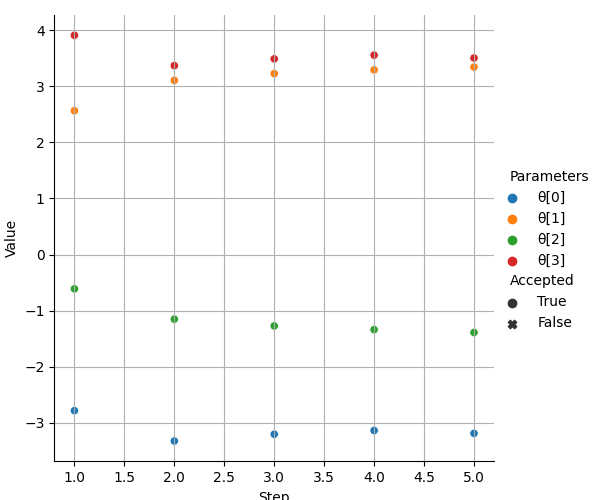 4
3
2
1
0
−1
−2
−3
Value
1.0 1.5 2.0 2.5 3.0 3.5 4.0 4.5 5.0
Step
Parameters
θ[0]
θ[1]
θ[2]
θ[3]
Accepted
True
False